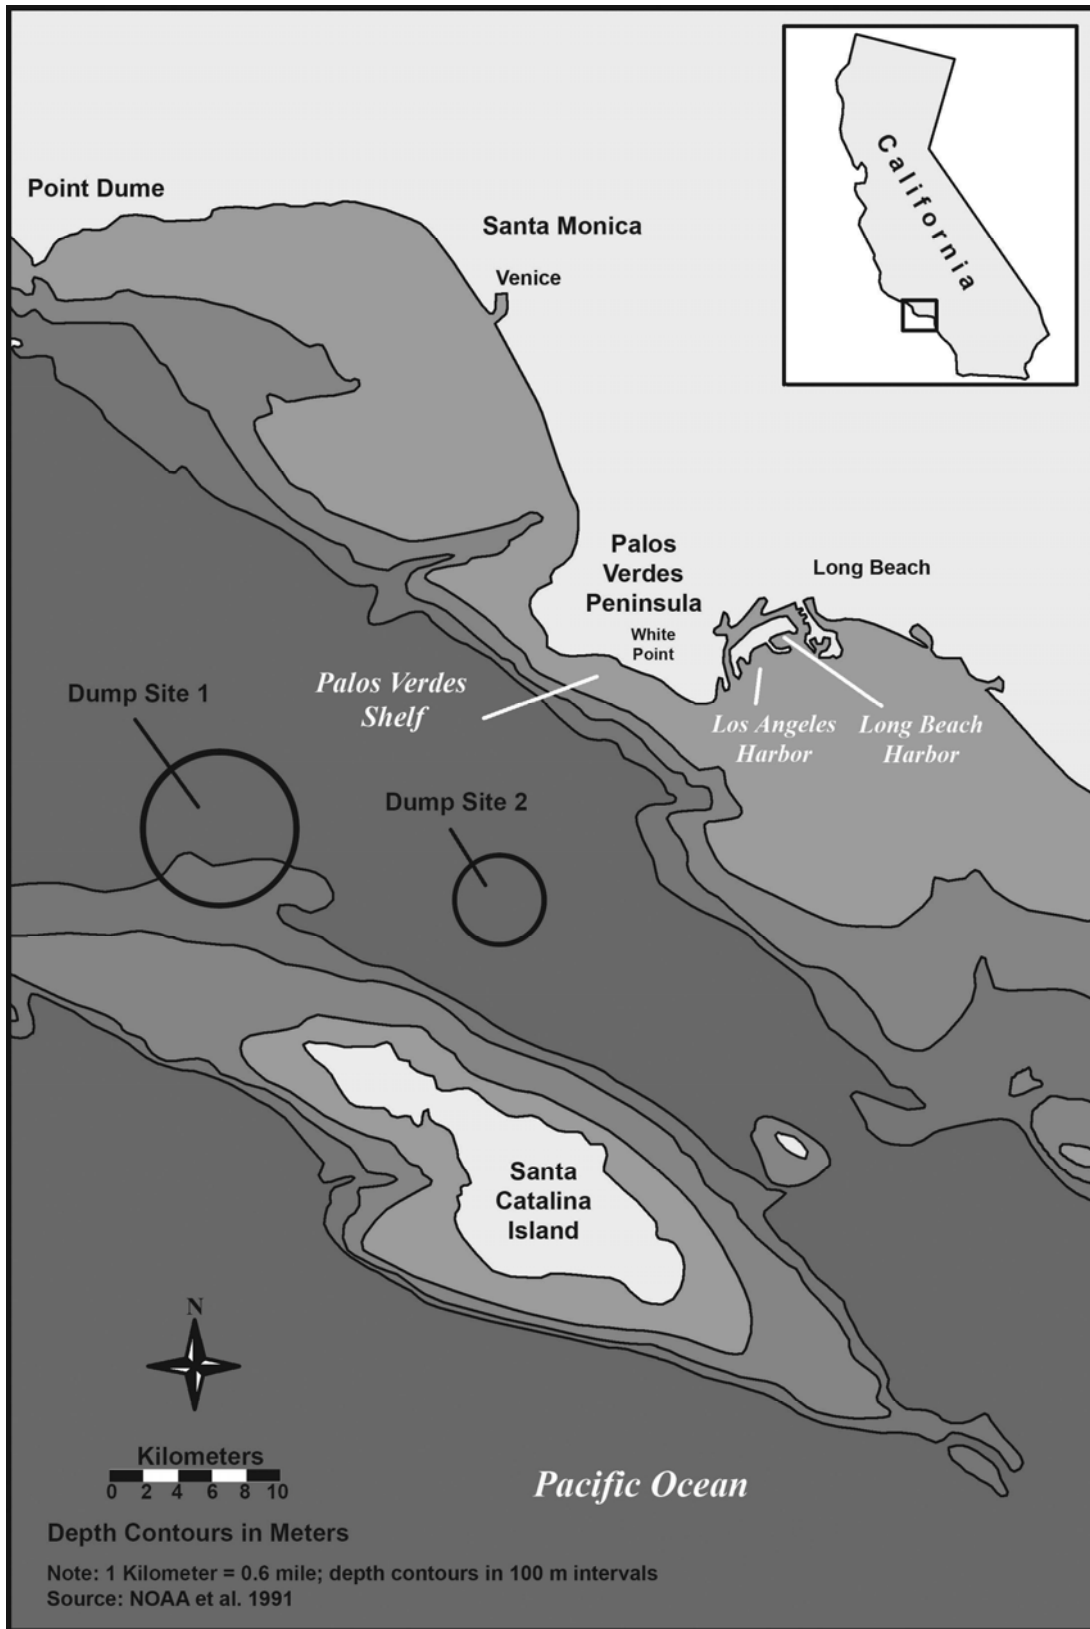 Point Dume
Santa Monica
Venice
California
Palos
Verdes
Peninsula
White
Point
Long Beach
Palos Verdes
Shelf
Los Angeles
Harbor
Long Beach
Harbor
Dump Site 1
Dump Site 2
Santa
Catalina
Island
N
Kilometers
0 2 4 6 8 10
Pacific Ocean
Depth Contours in Meters
Note: 1 Kilometer = 0.6 mile; depth contours in 100 m intervals
Source: NOAA et al. 1991